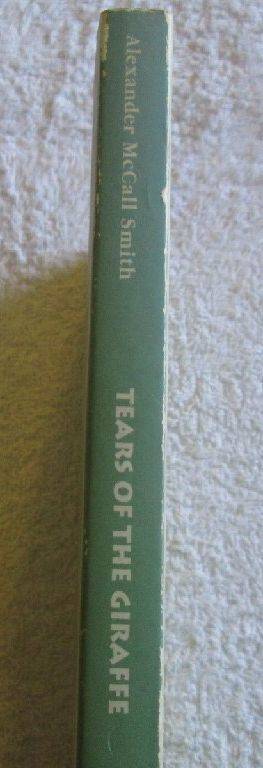 Alexander McCall Smith
TEARS OF THE GIRAFFE